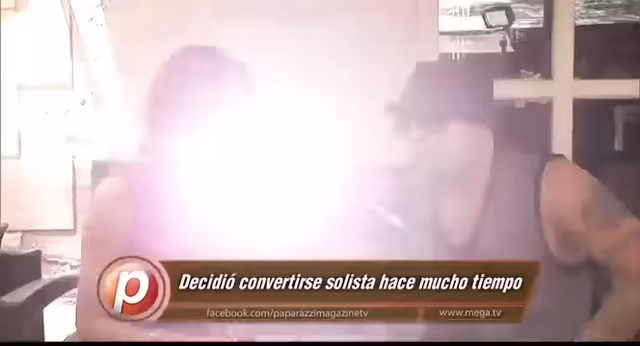 p
Decidió convertirse solista hace mucho tiempo
facebook.com/paparazzimagazinetv
www.mega.tv